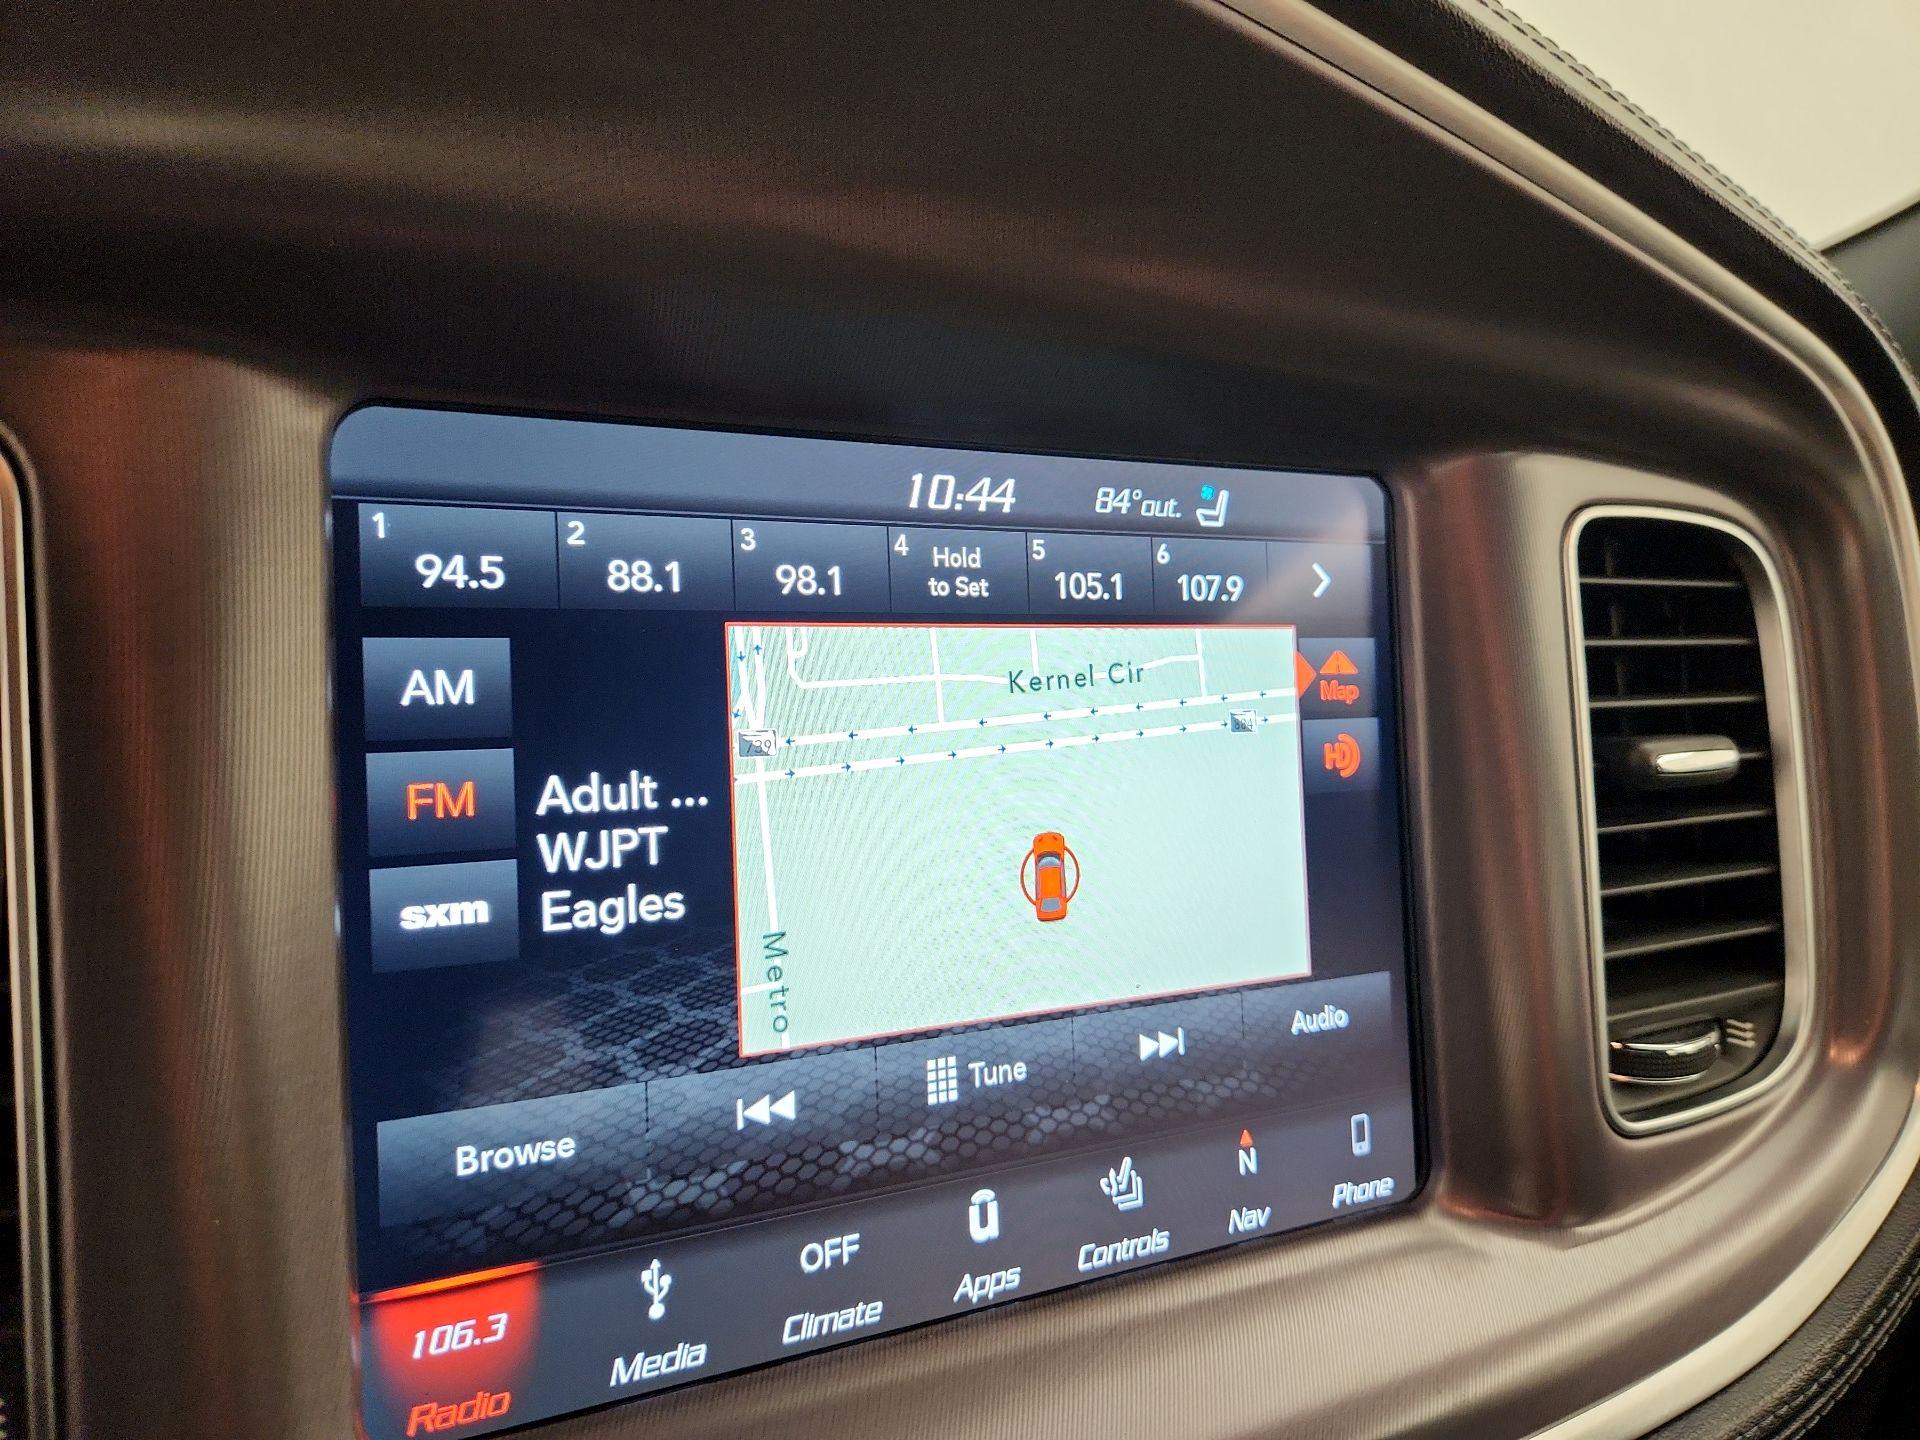 10:44
84°out.
1
94.5
2
88.1
3
98.1
4
Hold
to Set
5
105.1
6
107.9
AM
FM
sxm
Adult ...
WJPT
Eagles
Kernel Cir
739
884
Metro
Map
HD
Browse
Tune
Audio
106.3
Radio
Media
OFF
Climate
Apps
Controls
N
Nav
Phone